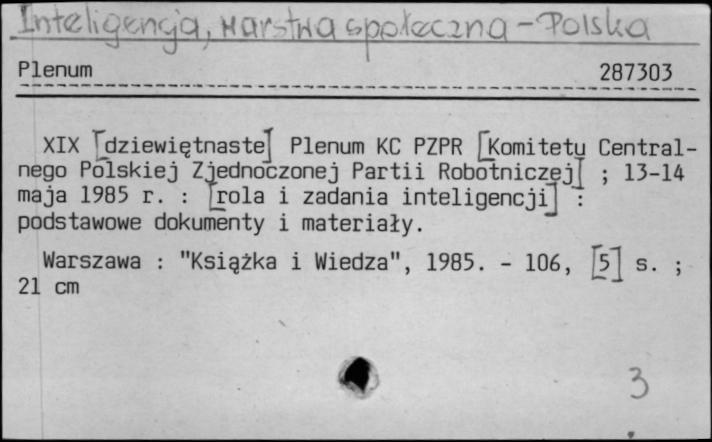 Inteligencja, warstwa społeczna - Polska
Plenum 287303
XIX [dziewiętnaste] Plenum KC PZPR [Komitetu Central-
nego Polskiej Zjednoczonej Partii Robotniczej] ; 13-14
maja 1985 r. : [rola i zadania inteligencji] :
podstawowe dokumenty i materiały.
Warszawa : "Książka i Wiedza", 1985. - 106, [5] s. ;
21 cm
3